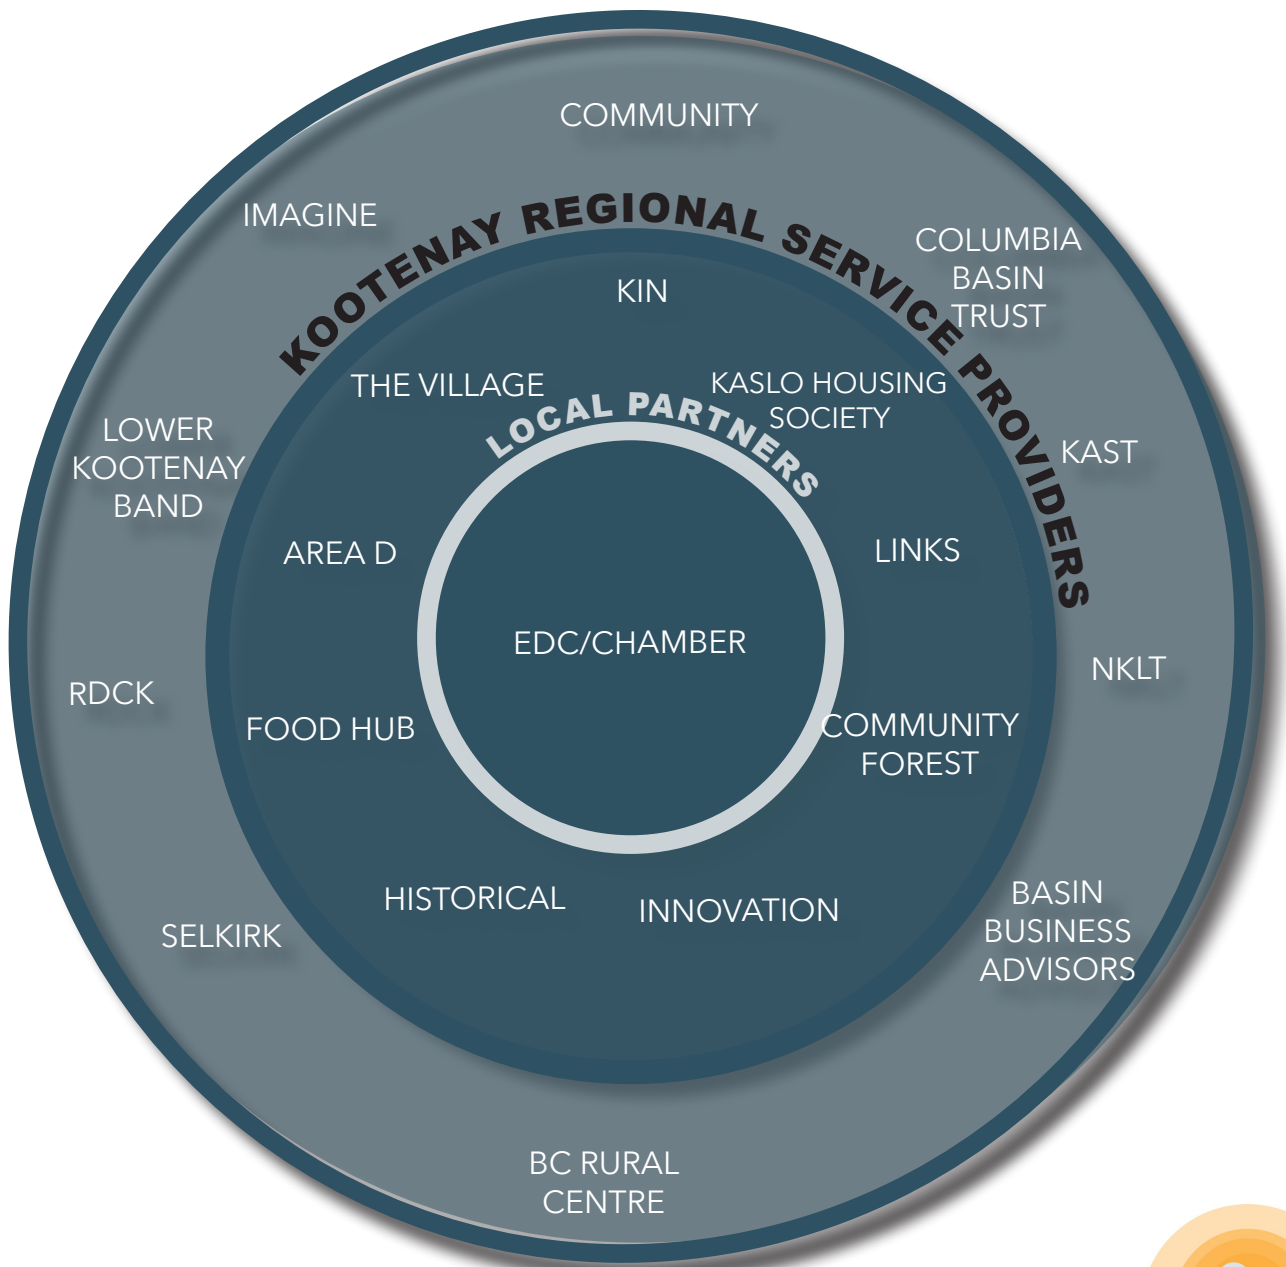 COMMUNITY
IMAGINE
KOOTENAY REGIONAL SERVICE PROVIDERS
COLUMBIA
BASIN
TRUST
KIN
THE VILLAGE
KASLO HOUSING
SOCIETY
LOCAL PARTNERS
LOWER
KOOTENAY
BAND
KAST
AREA D
LINKS
EDC/CHAMBER
NKLT
RDCK
FOOD HUB
COMMUNITY
FOREST
HISTORICAL
INNOVATION
BASIN
BUSINESS
ADVISORS
SELKIRK
BC RURAL
CENTRE